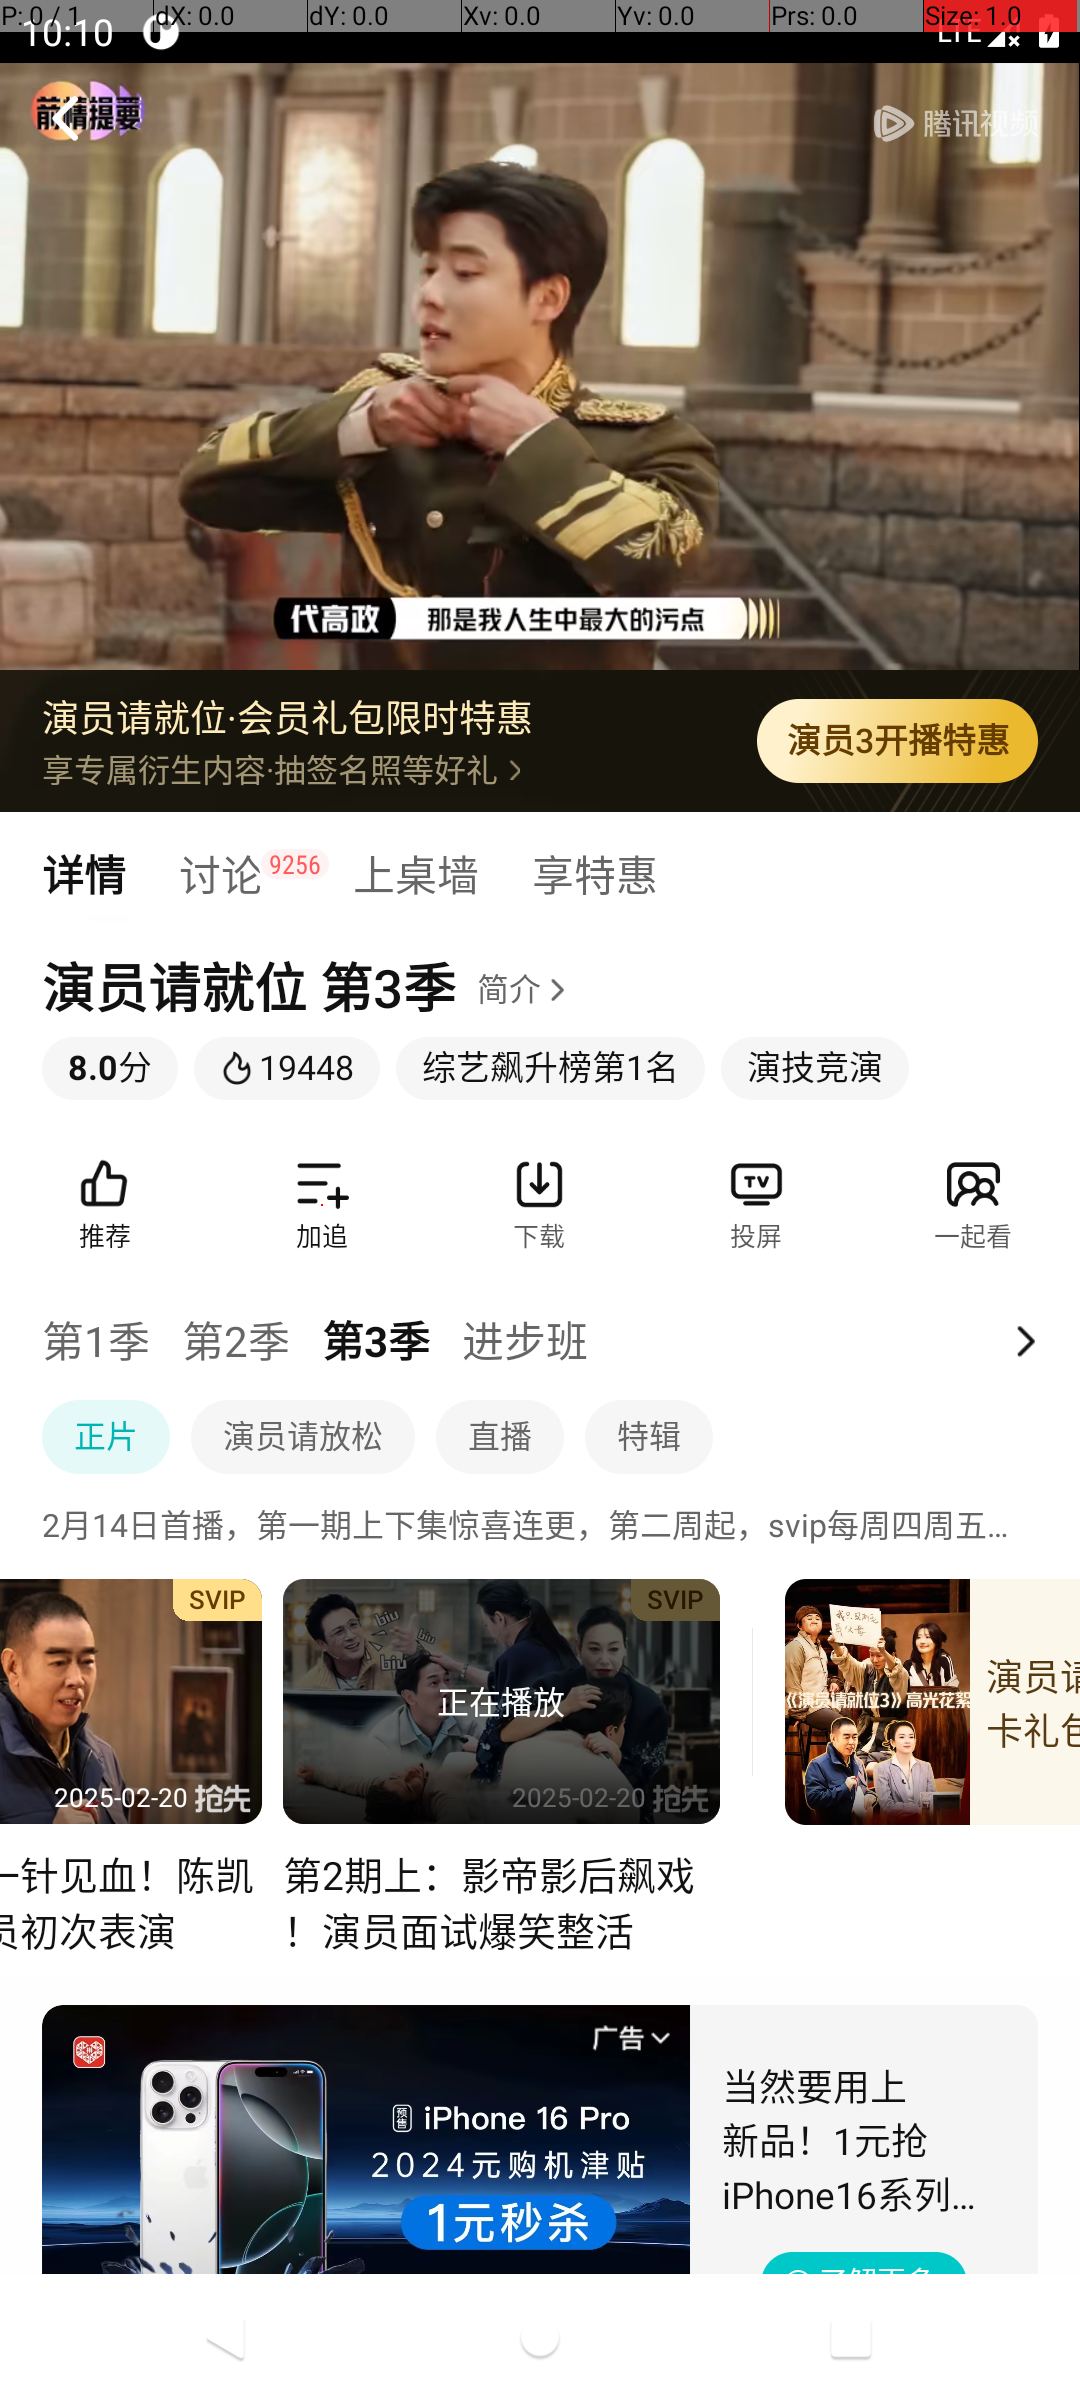 P: 0 / 1 dX: 0.0 dY: 0.0 Xv: 0.0 Yv: 0.0 Prs: 0.0 Size: 1.0
10:10 LTE
前情提要
腾讯视频
代高政 那是我人生中最大的污点
演员请就位·会员礼包限时特惠
享专属衍生内容·抽签名照等好礼
演员3开播特惠
详情 讨论 9256 上桌墙 享特惠
演员请就位 第3季 简介
8.0分 19448 综艺飙升榜第1名 演技竞演
推荐 加追 下载 投屏 一起看
TV
第1季 第2季 第3季 进步班
正片 演员请放松 直播 特辑
2月14日首播，第一期上下集惊喜连更，第二周起，svip每周四周五...
SVIP
2025-02-20 抢先
一针见血！陈凯
员初次表演
SVIP
biu
biu
biu
正在播放
2025-02-20 抢先
第2期上：影帝影后飙戏
！演员面试爆笑整活
《演员请就位3》高光花絮
演员请
卡礼包
广告
预售 iPhone 16 Pro
2024元购机津贴
1元秒杀
当然要用上
新品！1元抢
iPhone16系列...
了解更多